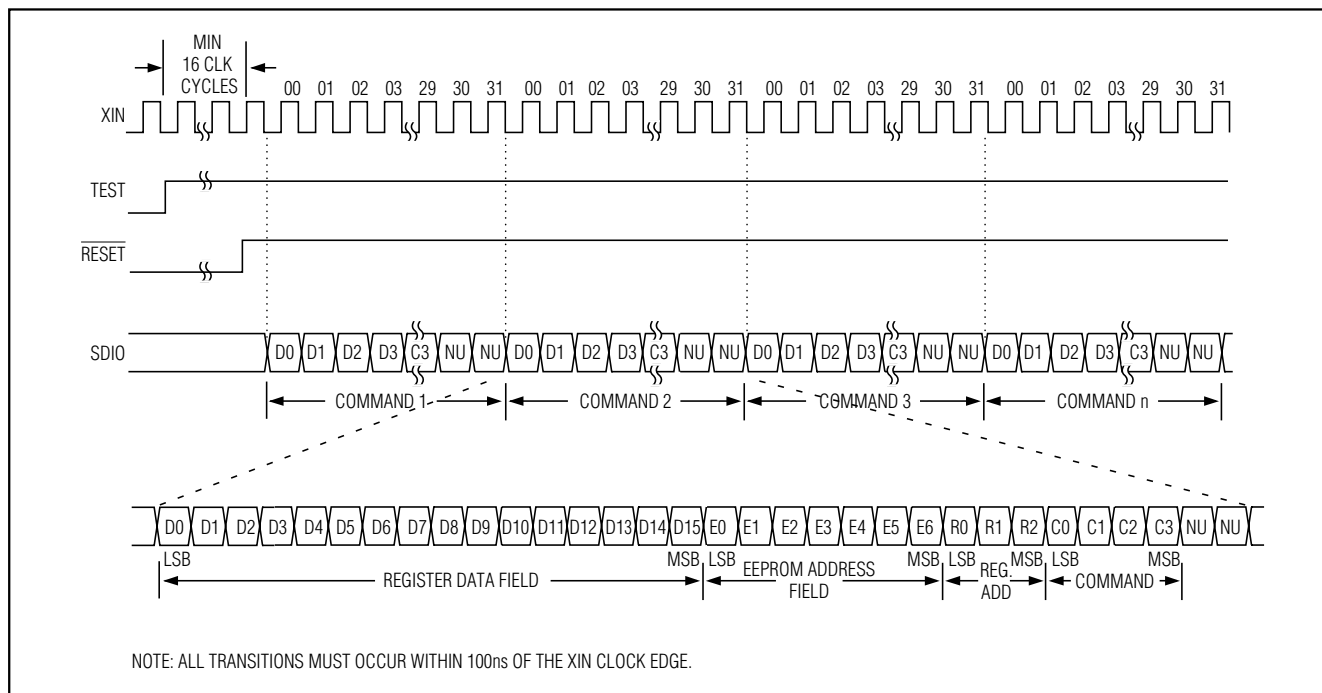 MIN
16 CLK
CYCLES
00 01 02 03 29 30 31 00 01 02 03 29 30 31 00 01 02 03 29 30 31 00 01 02 03 29 30 31
XIN
TEST
RESET
SDIO D0 D1 D2 D3 C3 NU NU D0 D1 D2 D3 C3 NU NU D0 D1 D2 D3 C3 NU NU D0 D1 D2 D3 C3 NU NU
COMMAND 1 COMMAND 2 COMMAND 3 COMMAND n
D0 D1 D2 D3 D4 D5 D6 D7 D8 D9 D10 D11 D12 D13 D14 D15 E0 E1 E2 E3 E4 E5 E6 R0 R1 R2 C0 C1 C2 C3 NU NU
LSB MSB LSB MSB LSB MSB LSB MSB
REGISTER DATA FIELD
EEPROM ADDRESS
FIELD
REG.
ADD
COMMAND
NOTE: ALL TRANSITIONS MUST OCCUR WITHIN 100ns OF THE XIN CLOCK EDGE.